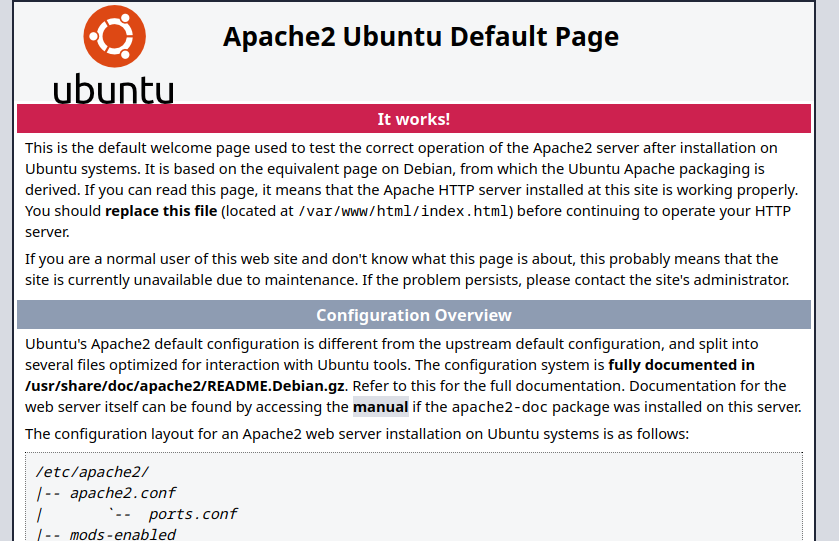 ubuntu
Apache2 Ubuntu Default Page
It works!
This is the default welcome page used to test the correct operation of the Apache2 server after installation on
Ubuntu systems. It is based on the equivalent page on Debian, from which the Ubuntu Apache packaging is
derived. If you can read this page, it means that the Apache HTTP server installed at this site is working properly.
You should replace this file (located at /var/www/html/index.html) before continuing to operate your HTTP
server.
If you are a normal user of this web site and don't know what this page is about, this probably means that the
site is currently unavailable due to maintenance. If the problem persists, please contact the site's administrator.
Configuration Overview
Ubuntu's Apache2 default configuration is different from the upstream default configuration, and split into
several files optimized for interaction with Ubuntu tools. The configuration system is fully documented in
/usr/share/doc/apache2/README.Debian.gz. Refer to this for the full documentation. Documentation for the
web server itself can be found by accessing the manual if the apache2-doc package was installed on this server.
The configuration layout for an Apache2 web server installation on Ubuntu systems is as follows:
/etc/apache2/
|-- apache2.conf
|       `--  ports.conf
|-- mods-enabled